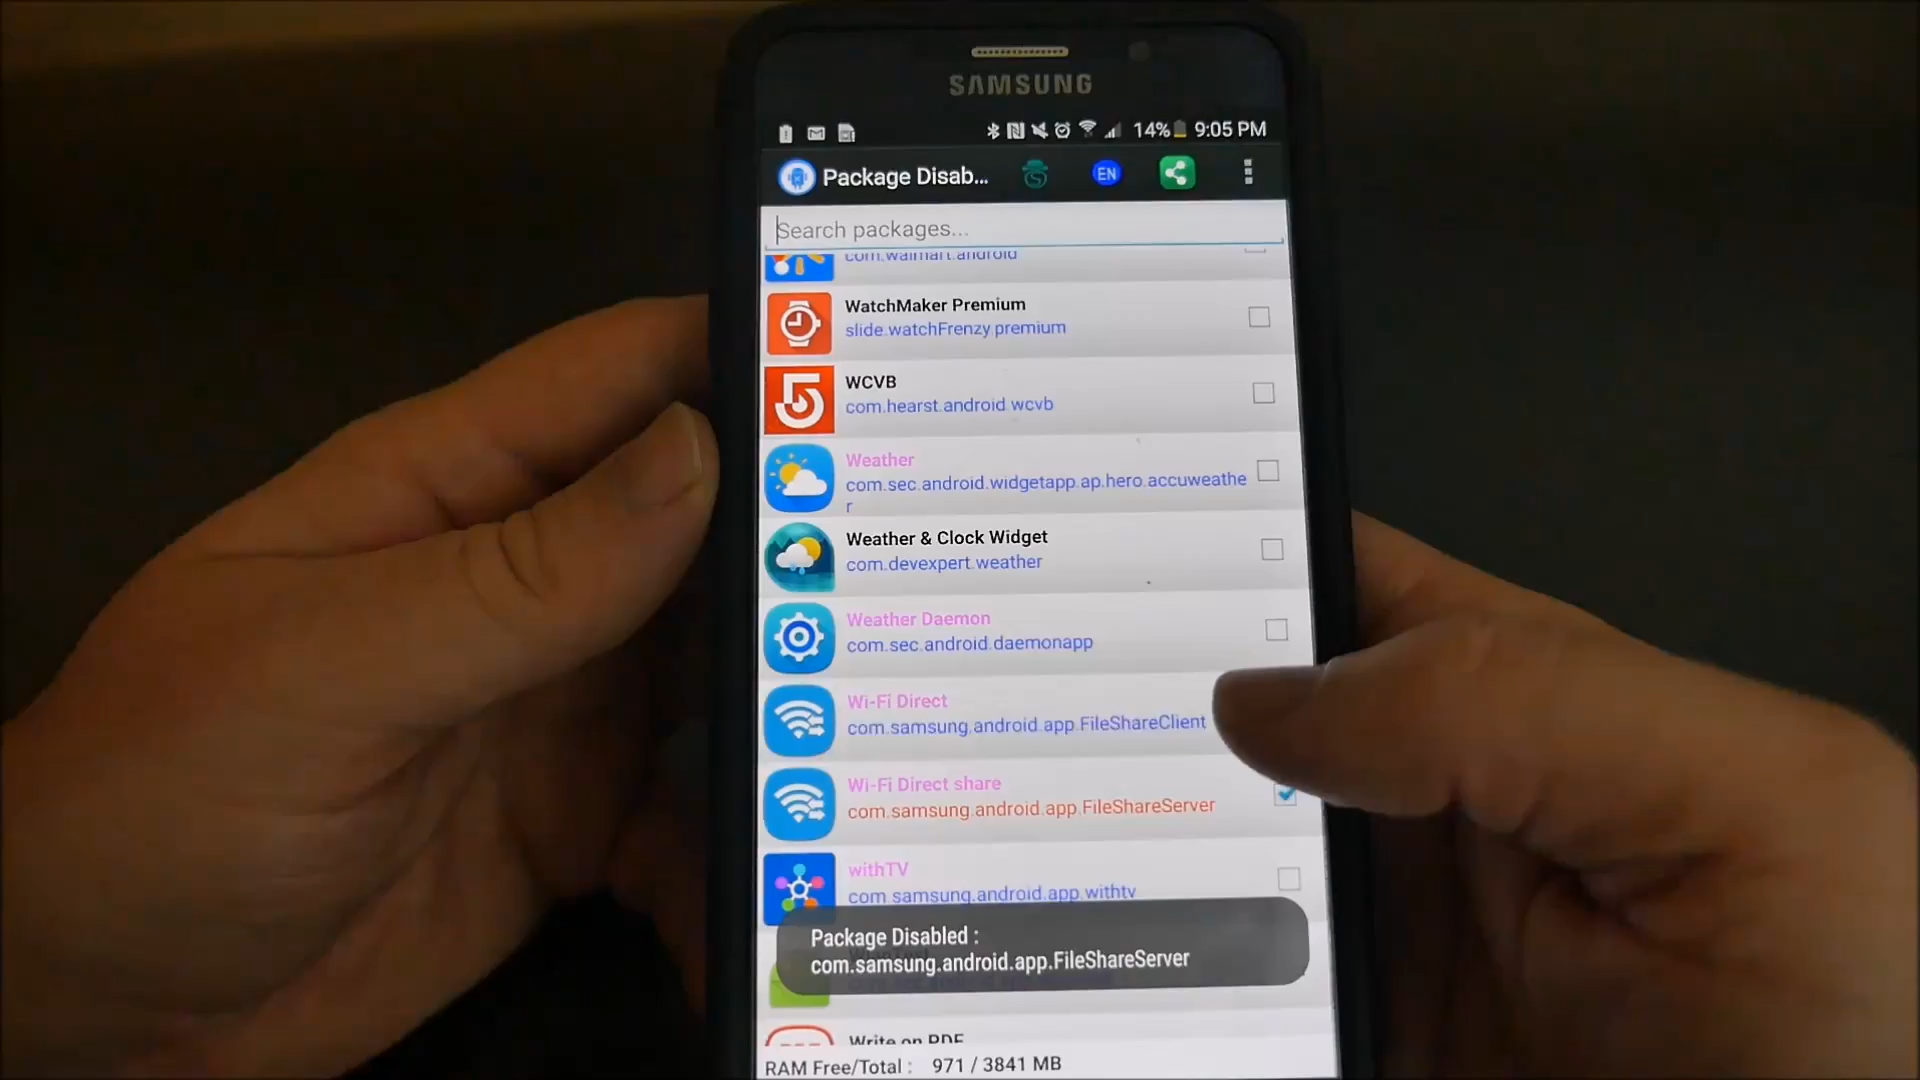 SAMSUNG
14% 9:05 PM
Package Disab... EN
Search packages...
com.walmart.android
WatchMaker Premium
slide.watchFrenzy.premium
5
WCVB
com.hearst.android.wcvb
Weather
com.sec.android.widgetapp.ap.hero.accuweathe
r
Weather & Clock Widget
com.devexpert.weather
Weather Daemon
com.sec.android.daemonapp
Wi-Fi Direct
com.samsung.android.app.FileShareClient
Wi-Fi Direct share
com.samsung.android.app.FileShareServer
withTV
com.samsung.android.app.withtv
Package Disabled :
com.samsung.android.app.FileShareServer
Write on PDF
RAM Free/Total : 971 / 3841 MB